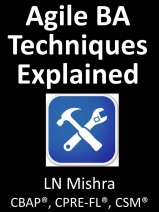 Agile BA
Techniques
Explained
LN Mishra
CBAP®, CPRE-FL®, CSM®